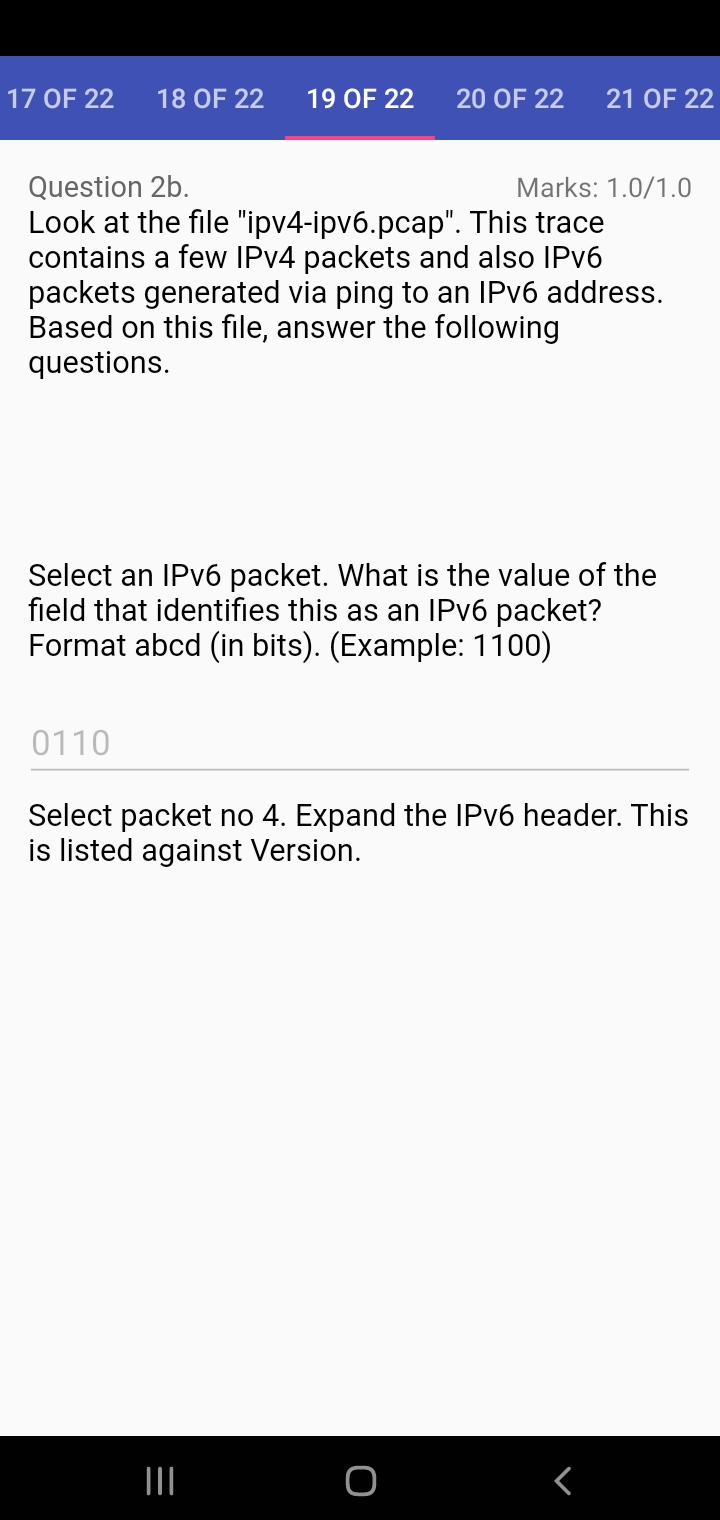 17 OF 22 18 OF 22 19 OF 22 20 OF 22 21 OF 22
Question 2b. Marks: 1.0/1.0
Look at the file "ipv4-ipv6.pcap". This trace
contains a few IPv4 packets and also IPv6
packets generated via ping to an IPv6 address.
Based on this file, answer the following
questions.
Select an IPv6 packet. What is the value of the
field that identifies this as an IPv6 packet?
Format abcd (in bits). (Example: 1100)
0110
Select packet no 4. Expand the IPv6 header. This
is listed against Version.